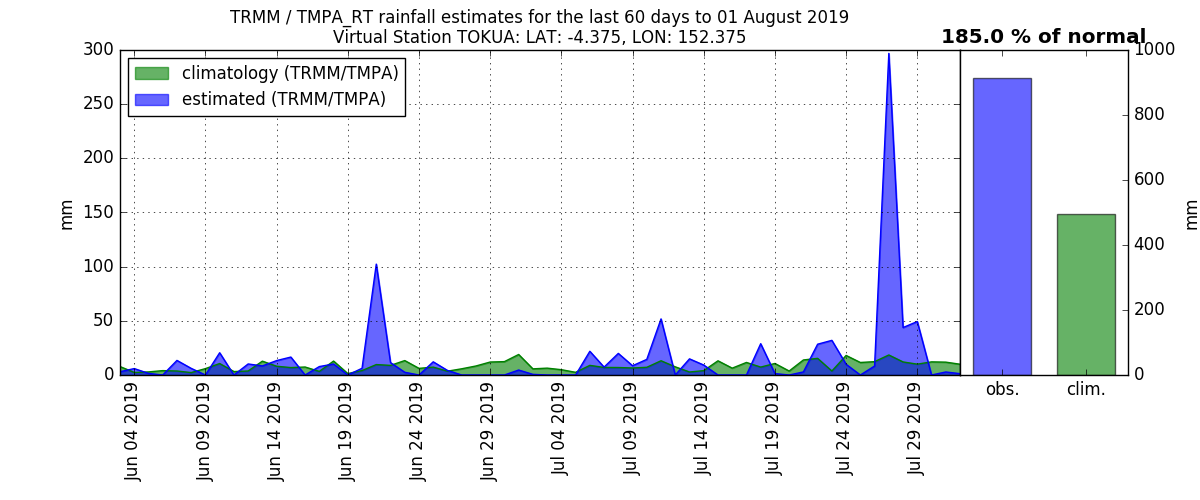 TRMM / TMPA_RT rainfall estimates for the last 60 days to 01 August 2019
Virtual Station TOKUA: LAT: -4.375, LON: 152.375
185.0 % of normal
climatology (TRMM/TMPA)
estimated (TRMM/TMPA)
mm
300
250
200
150
100
50
0
Jun 04 2019
Jun 09 2019
Jun 14 2019
Jun 19 2019
Jun 24 2019
Jun 29 2019
Jul 04 2019
Jul 09 2019
Jul 14 2019
Jul 19 2019
Jul 24 2019
Jul 29 2019
obs.
clim.
1000
800
600
400
200
0
mm